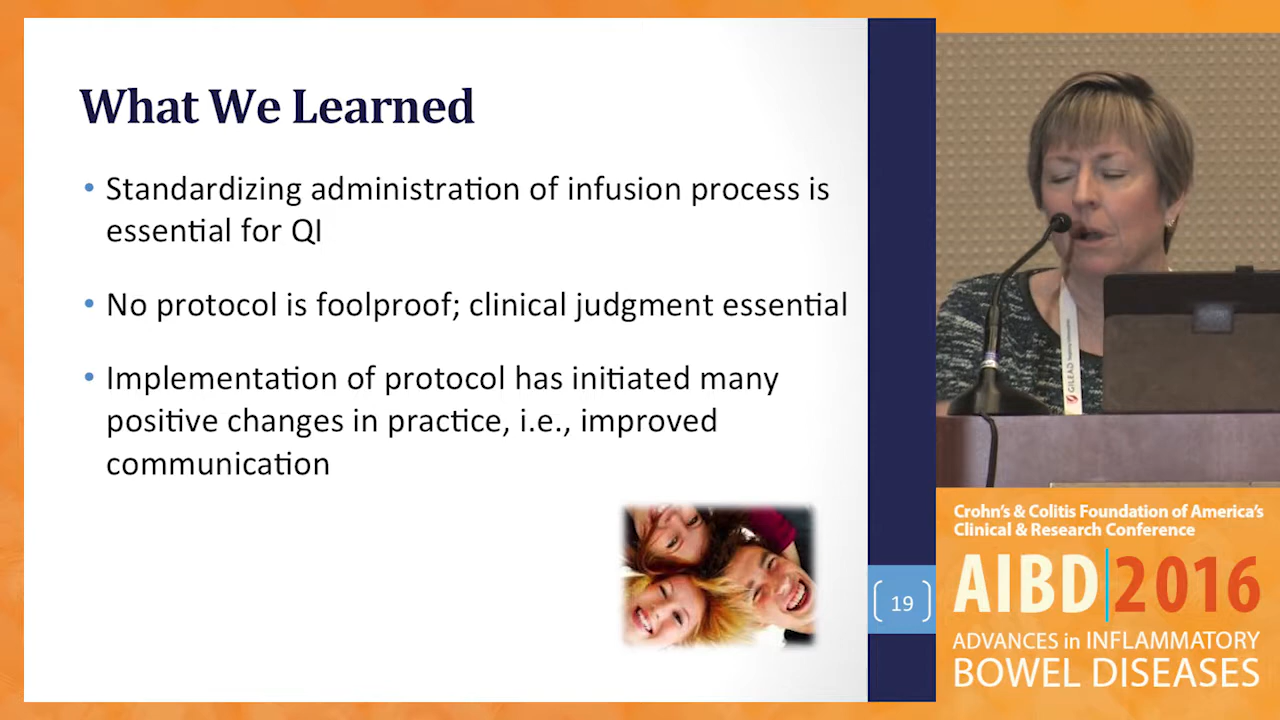 What We Learned
• Standardizing administration of infusion process is
essential for QI
• No protocol is foolproof; clinical judgment essential
• Implementation of protocol has initiated many
positive changes in practice, i.e., improved
communication
19
GILEAD
Crohn's & Colitis Foundation of America's
Clinical & Research Conference
AIBD|2016
ADVANCES in INFLAMMATORY
BOWEL DISEASES